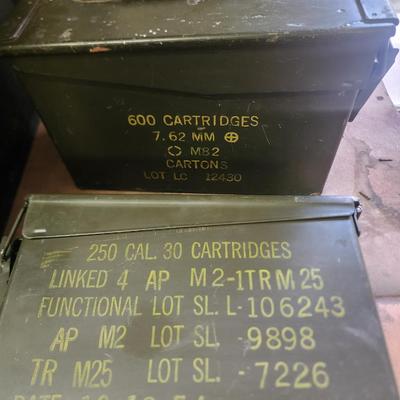 600 CARTRIDGES
7.62 MM ⊕
M82
CARTONS
LOT LC 12430
250 CAL. 30 CARTRIDGES
LINKED 4 AP M2-1TR M25
FUNCTIONAL LOT SL. L-106243
AP M2 LOT SL. -9898
TR M25 LOT SL. -7226